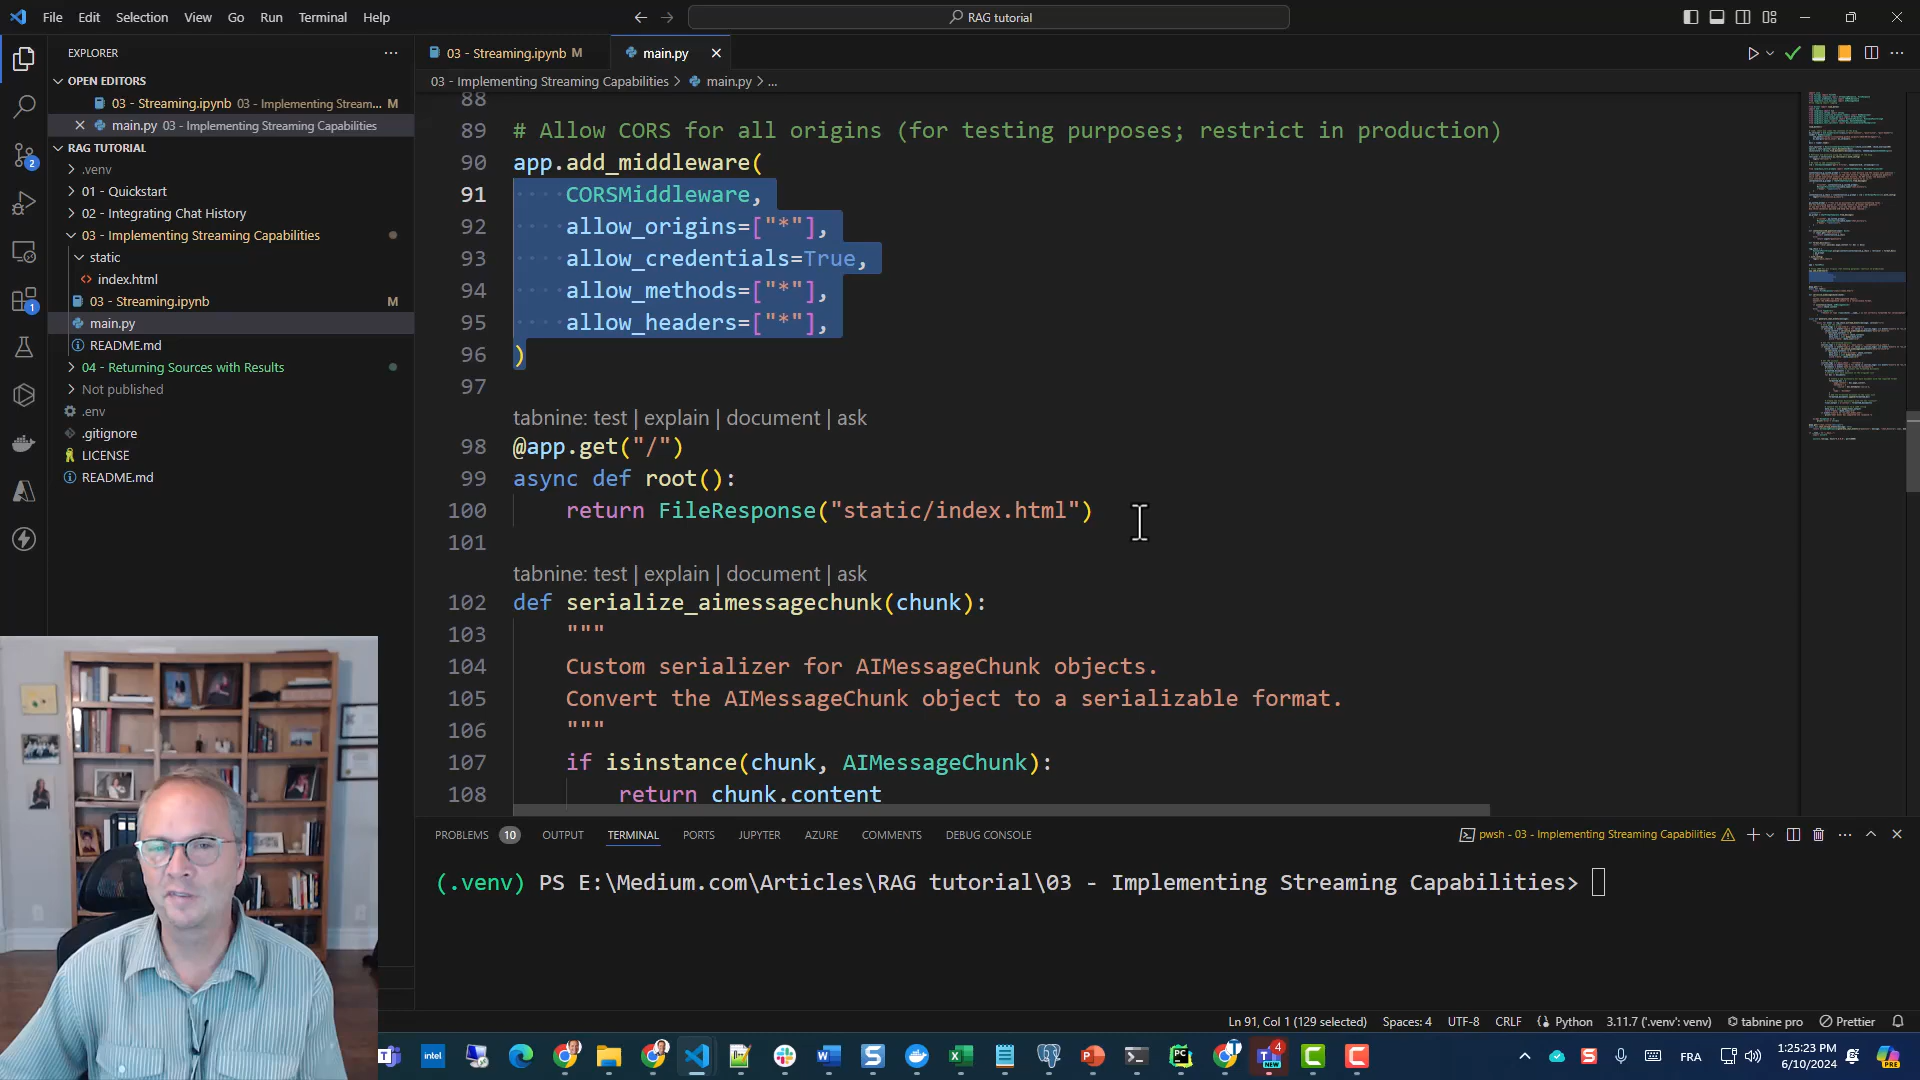 File Edit Selection View Go Run Terminal Help
RAG tutorial
EXPLORER
OPEN EDITORS
03 - Streaming.ipynb 03 - Implementing Stream... M
main.py 03 - Implementing Streaming Capabilities
RAG TUTORIAL
.venv
01 - Quickstart
02 - Integrating Chat History
03 - Implementing Streaming Capabilities
static
index.html
03 - Streaming.ipynb M
main.py
README.md
04 - Returning Sources with Results
Not published
.env
.gitignore
LICENSE
README.md
2
1
03 - Streaming.ipynb M
main.py
03 - Implementing Streaming Capabilities > main.py > ...
88
89 # Allow CORS for all origins (for testing purposes; restrict in production)
90 app.add_middleware(
91 CORSMiddleware,
92 allow_origins=["*"],
93 allow_credentials=True,
94 allow_methods=["*"],
95 allow_headers=["*"],
96 )
97
tabnine: test | explain | document | ask
98 @app.get("/")
99 async def root():
100 return FileResponse("static/index.html")
101
tabnine: test | explain | document | ask
102 def serialize_aimessagechunk(chunk):
103 """
104 Custom serializer for AIMessageChunk objects.
105 Convert the AIMessageChunk object to a serializable format.
106 """
107 if isinstance(chunk, AIMessageChunk):
108 return chunk.content
PROBLEMS 10 OUTPUT TERMINAL PORTS JUPYTER AZURE COMMENTS DEBUG CONSOLE
pwsh - 03 - Implementing Streaming Capabilities
(.venv) PS E:\Medium.com\Articles\RAG tutorial\03 - Implementing Streaming Capabilities>
Ln 91, Col 1 (129 selected) Spaces: 4 UTF-8 CRLF Python 3.11.7 ('.venv': venv) tabnine pro Prettier
intel
4
NEW
FRA
1:25:23 PM
6/10/2024
PRE